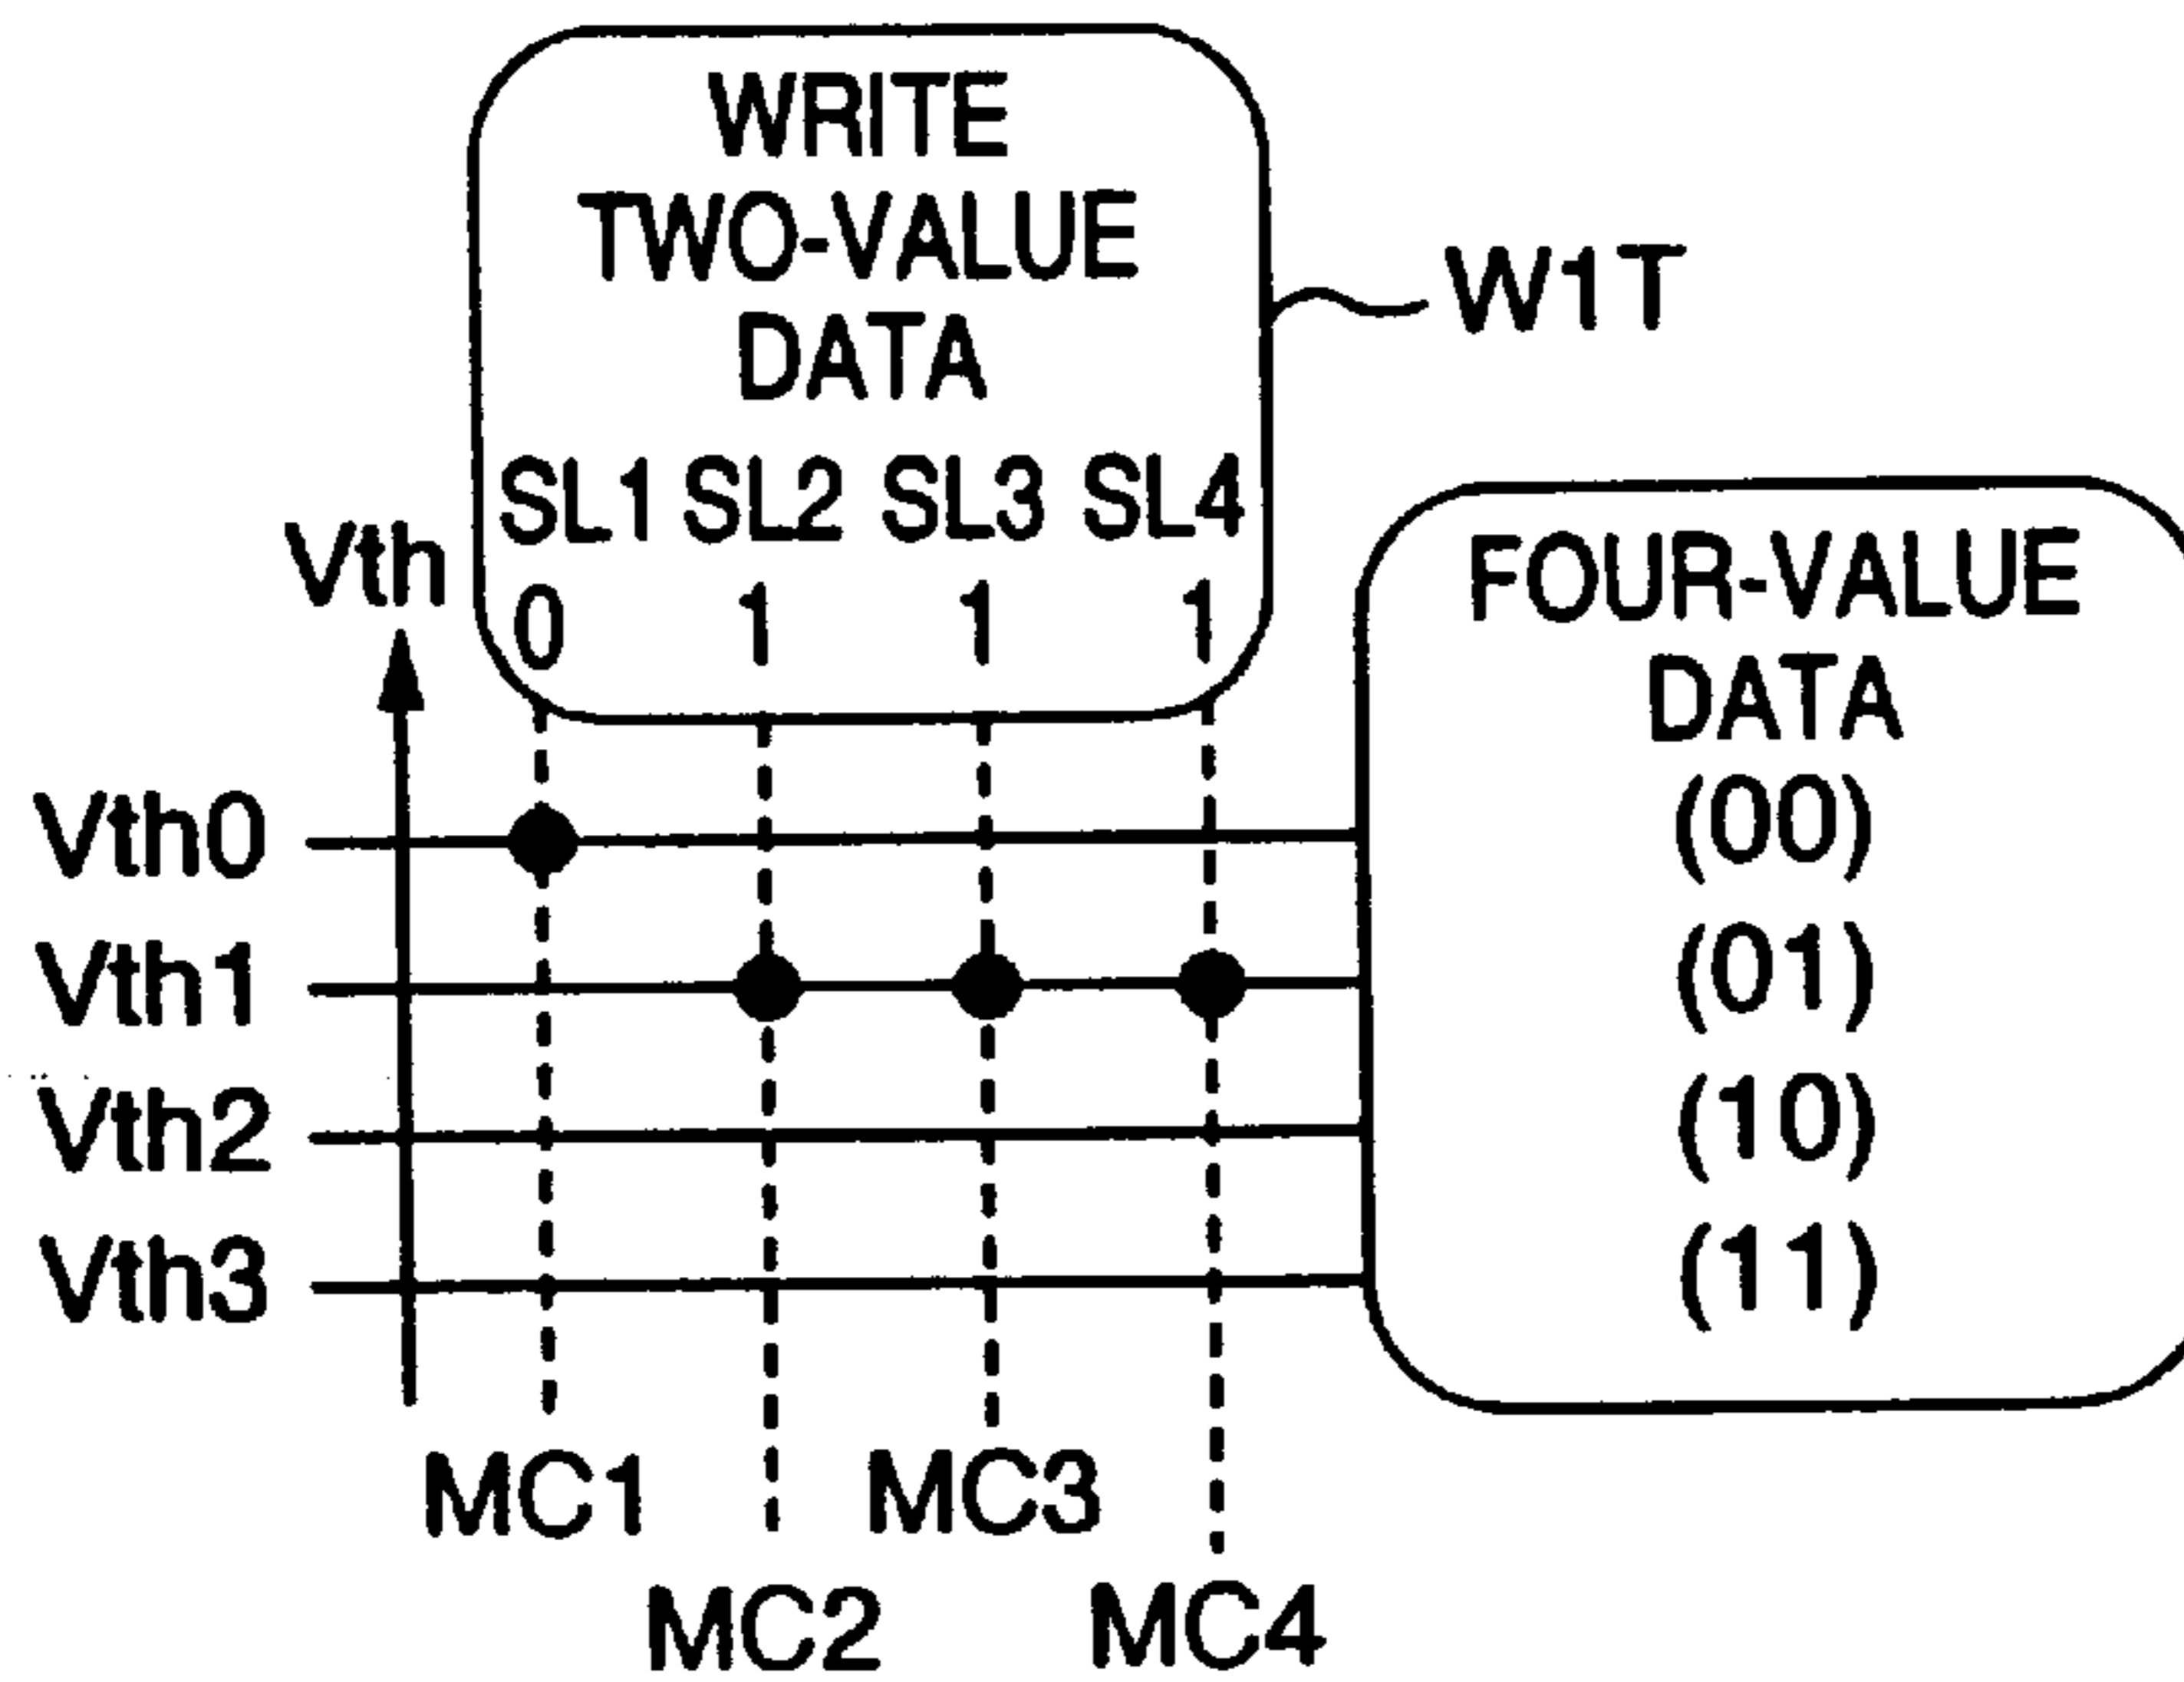 WRITE
TWO-VALUE
DATA
W1T
SL1 SL2 SL3 SL4
Vth
0 1 1 1
FOUR-VALUE
DATA
Vth0 (00)
Vth1 (01)
Vth2 (10)
Vth3 (11)
MC1 MC3
MC2 MC4